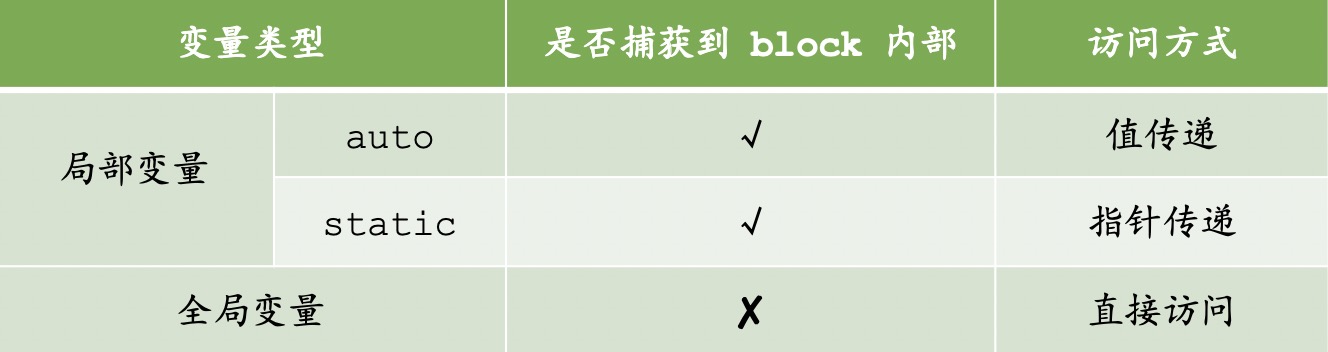 变量类型 是否捕获到 block 内部 访问方式
局部变量 auto √ 值传递
static √ 指针传递
全局变量 ✘ 直接访问